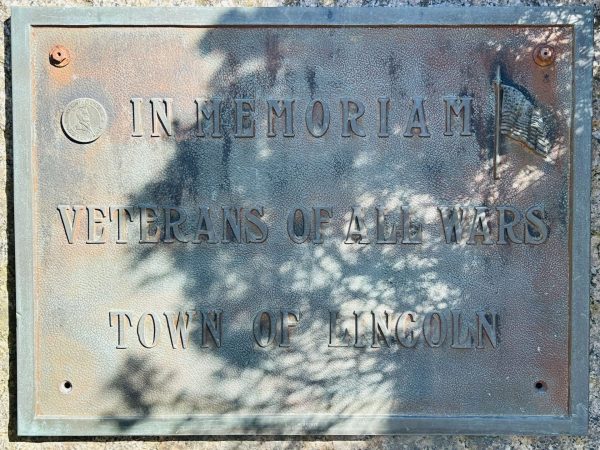 IN MEMORIAM
VETERANS OF ALL WARS
TOWN OF LINCOLN